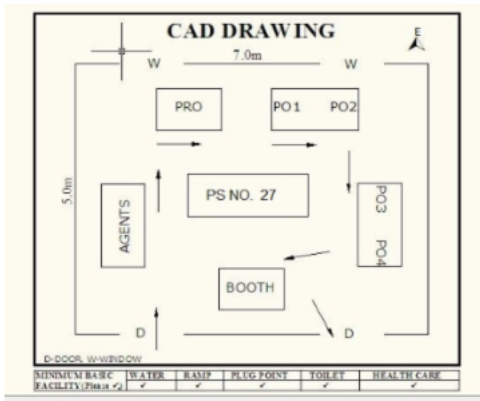 CAD DRAWING
E
7.0m
W W
PRO PO1 PO2
5.0m
AGENTS
PS NO. 27
PO3 PO4
BOOTH
D D
D-DOOR, W-WINDOW
MINIMUM BASIC FACILITY (Please ✓) WATER RAMP PLUG POINT TOILET HEALTH CARE
✓ ✓ ✓ ✓ ✓